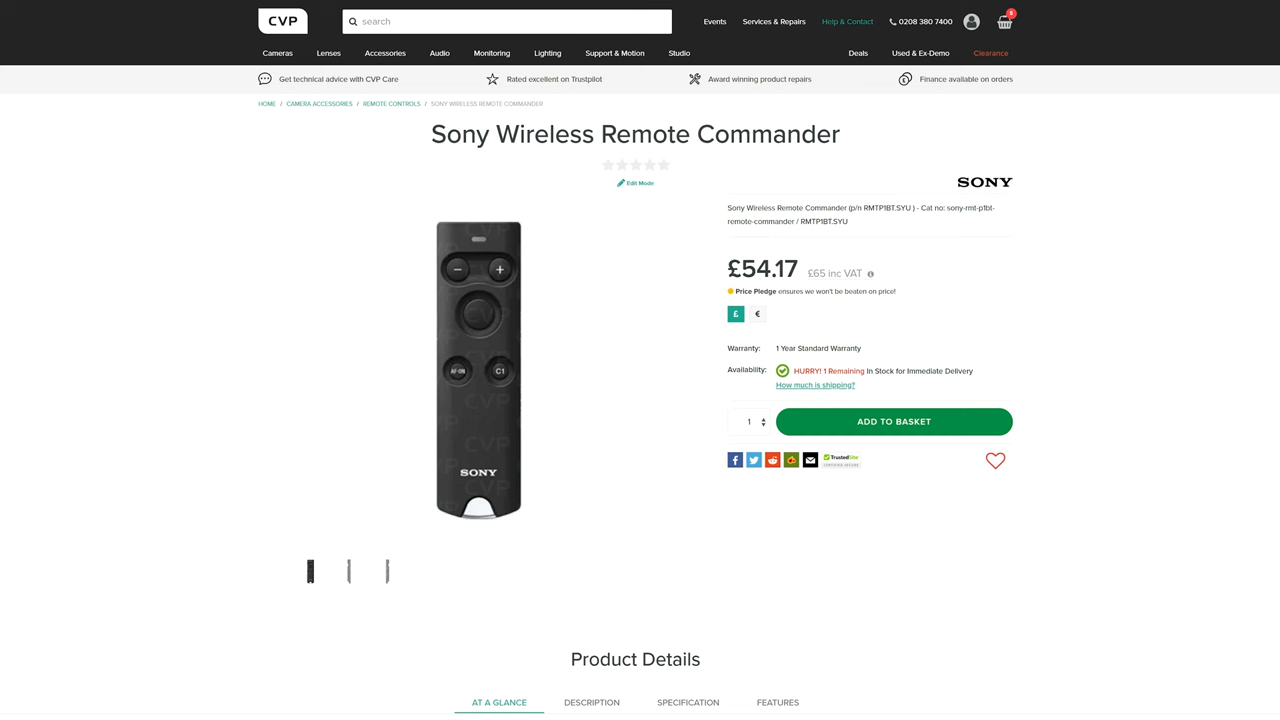 CVP
search
Events
Services & Repairs
Help & Contact
0208 380 7400
Cameras
Lenses
Accessories
Audio
Monitoring
Lighting
Support & Motion
Studio
Deals
Used & Ex-Demo
Clearance
Get technical advice with CVP Care
Rated excellent on Trustpilot
Award winning product repairs
Finance available on orders
HOME / CAMERA ACCESSORIES / REMOTE CONTROLS / SONY WIRELESS REMOTE COMMANDER
Sony Wireless Remote Commander
Edit Mode
SONY
Sony Wireless Remote Commander (p/n RMTP1BT.SYU ) - Cat no: sony-rmt-p1bt-
remote-commander / RMTP1BT.SYU
£54.17 £65 inc VAT
Price Pledge ensures we won't be beaten on price!
£ €
Warranty: 1 Year Standard Warranty
Availability: HURRY! 1 Remaining In Stock for Immediate Delivery
How much is shipping?
1
ADD TO BASKET
TrustedSite
CERTIFIED SECURE
AF-ON
C1
CVP
SONY
Product Details
AT A GLANCE
DESCRIPTION
SPECIFICATION
FEATURES